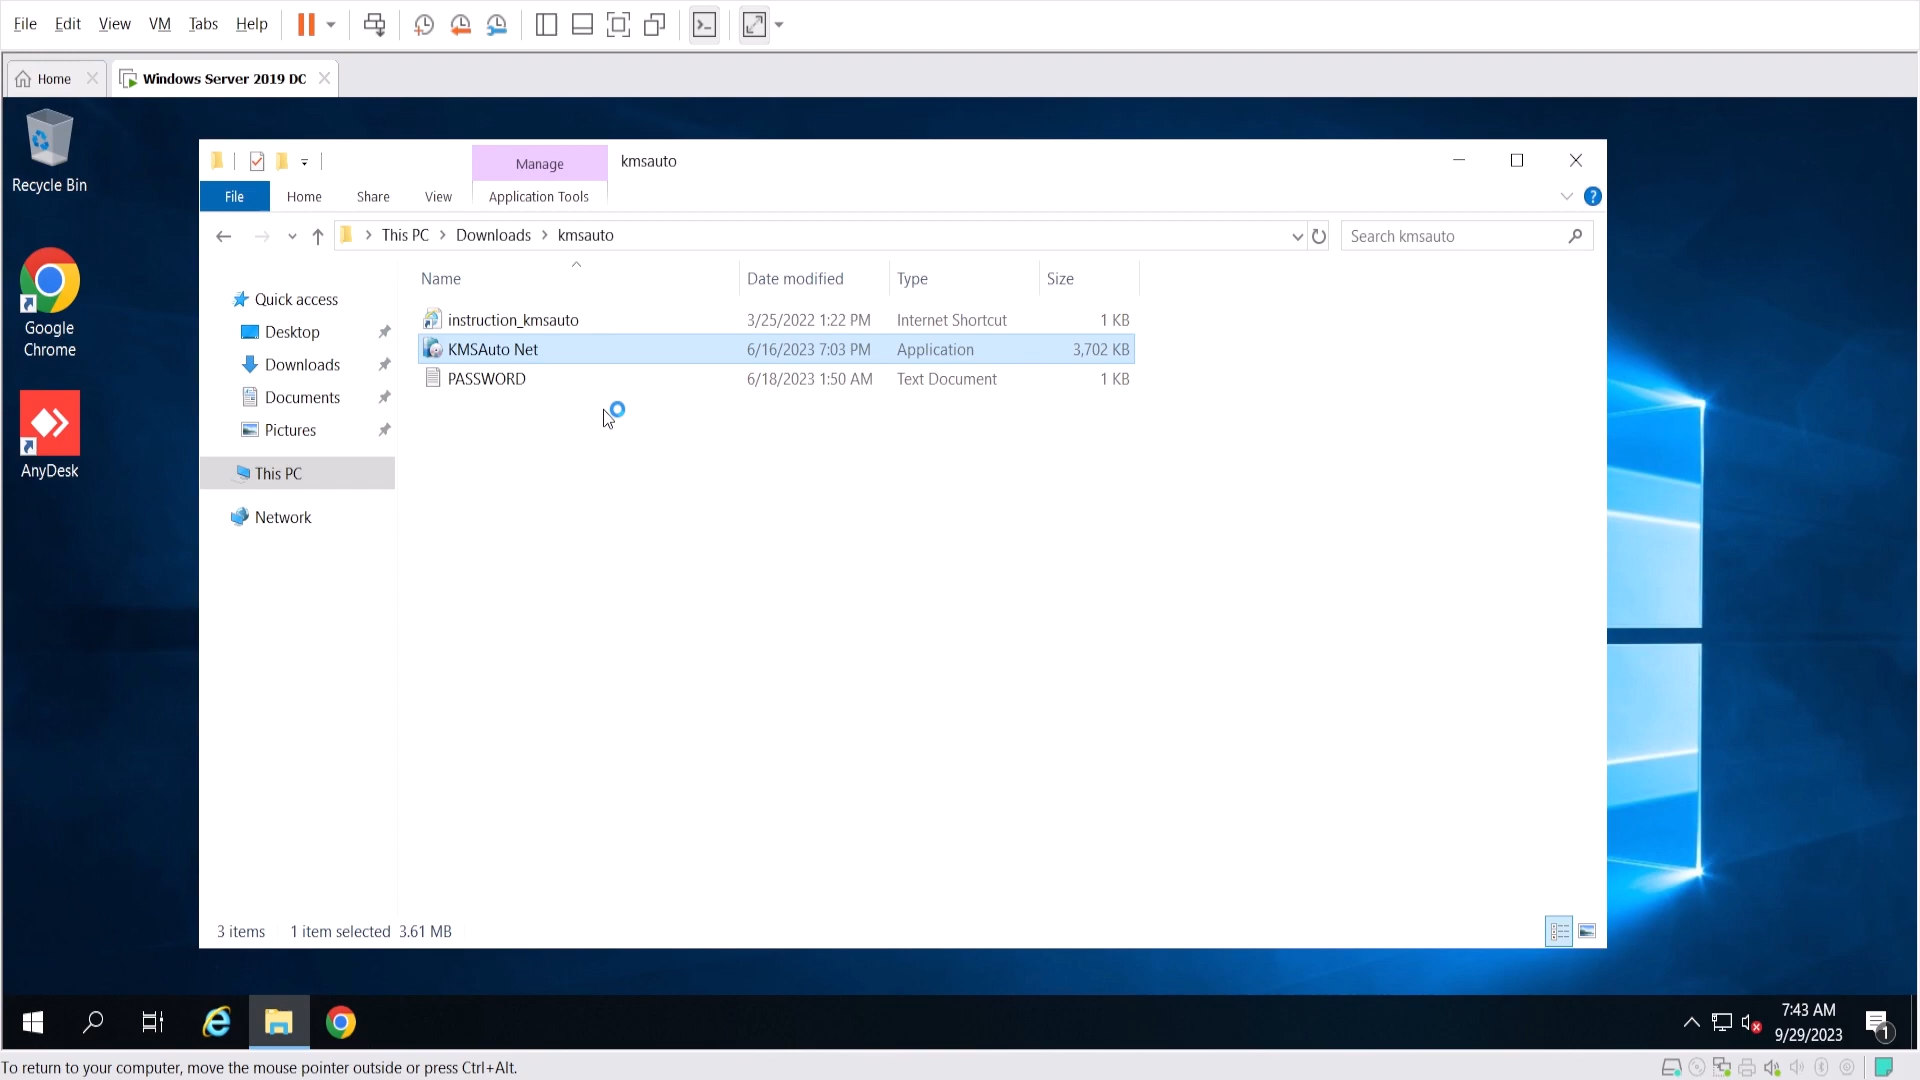 File Edit View VM Tabs Help
Home
Windows Server 2019 DC
Recycle Bin
Google Chrome
AnyDesk
Manage
kmsauto
File Home Share View Application Tools
This PC > Downloads > kmsauto
Search kmsauto
Name Date modified Type Size
instruction_kmsauto 3/25/2022 1:22 PM Internet Shortcut 1 KB
KMSAuto Net 6/16/2023 7:03 PM Application 3,702 KB
PASSWORD 6/18/2023 1:50 AM Text Document 1 KB
Quick access
Desktop
Downloads
Documents
Pictures
This PC
Network
3 items 1 item selected 3.61 MB
7:43 AM
9/29/2023
1
To return to your computer, move the mouse pointer outside or press Ctrl+Alt.